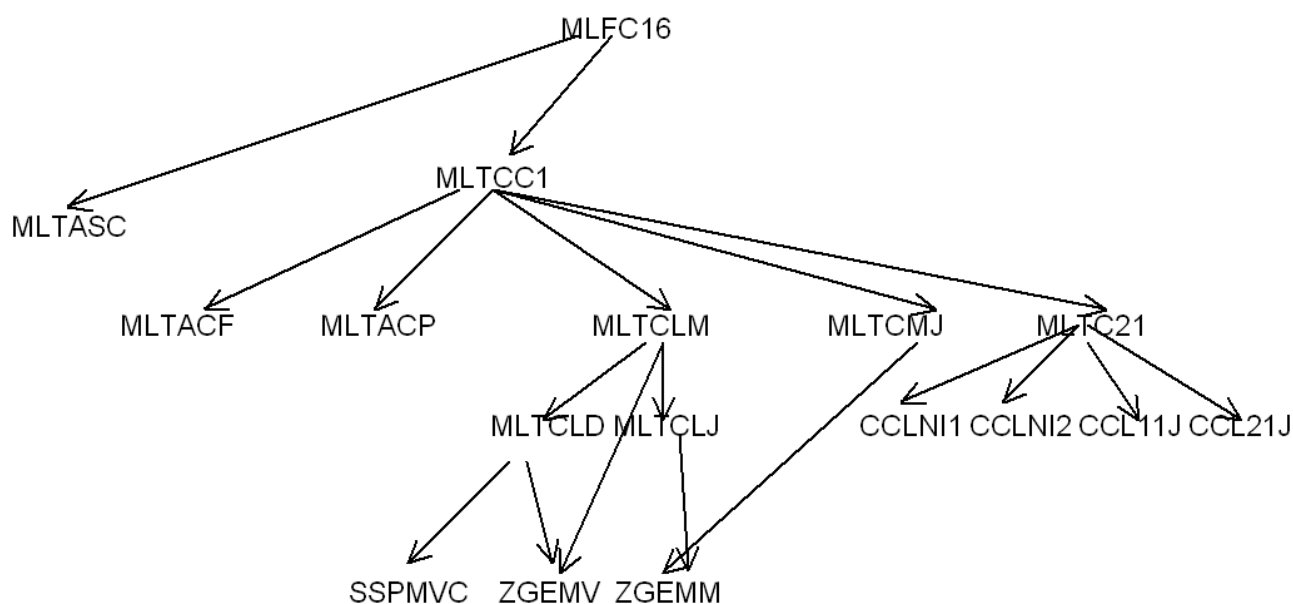 MLFC16
MLTCC1
MLTASC
MLTACF MLTACP MLTCLM MLTCMJ MLTC21
MLTCLD MLTCLJ CCLNI1 CCLNI2 CCL11J CCL21J
SSPMVC ZGEMV ZGEMM